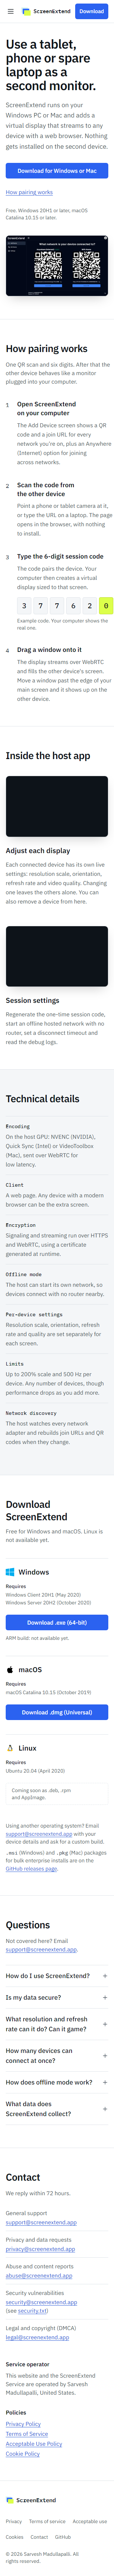 ScreenExtend
Download
Use a tablet,
phone or spare
laptop as a
second monitor.
ScreenExtend runs on your
Windows PC or Mac and adds a
virtual display that streams to any
device with a web browser. Nothing
gets installed on the second device.
Download for Windows or Mac
How pairing works
Free; Windows 20H1 or later, macOS
Catalina 10.15 or later.
How pairing works
One QR scan and six digits. After that the
other device behaves like a monitor
plugged into your computer.
1
Open ScreenExtend
on your computer
The Add Device screen shows a QR
code and a join URL for every
network you're on, plus an Anywhere
(Internet) option for joining
across networks.
2
Scan the code from
the other device
Point a phone or tablet camera at it,
or type the URL on a laptop. The page
opens in the browser, with nothing
to install.
3
Type the 6-digit session code
The code pairs the device. Your
computer then creates a virtual
display sized to that screen.
3 7 7 6 2 0
Example code. Your computer shows the
real one.
4
Drag a window onto it
The display streams over WebRTC
and fills the other device's screen.
Move a window past the edge of your
main screen and it shows up on the
other device.
Inside the host app
Adjust each display
Each connected device has its own live
settings: resolution scale, orientation,
refresh rate and video quality. Changing
one leaves the others alone. You can
also remove a device from here.
Session settings
Regenerate the one-time session code,
start an offline hosted network with no
router, set a disconnect timeout and
read the debug logs.
Technical details
Encoding
On the host GPU: NVENC (NVIDIA),
Quick Sync (Intel) or VideoToolbox
(Mac), sent over WebRTC for
low latency.
Client
A web page. Any device with a modern
browser can be the extra screen.
Encryption
Signaling and streaming run over HTTPS
and WebRTC, using a certificate
generated at runtime.
Offline mode
The host can start its own network, so
devices connect with no router nearby.
Per-device settings
Resolution scale, orientation, refresh
rate and quality are set separately for
each screen.
Limits
Up to 200% scale and 500 Hz per
device. Any number of devices, though
performance drops as you add more.
Network discovery
The host watches every network
adapter and rebuilds join URLs and QR
codes when they change.
Download
ScreenExtend
Free for Windows and macOS. Linux is
not available yet.
Windows
Requires
Windows Client 20H1 (May 2020)
Windows Server 20H2 (October 2020)
Download .exe (64-bit)
ARM build: not available yet.
macOS
Requires
macOS Catalina 10.15 (October 2019)
Download .dmg (Universal)
Linux
Requires
Ubuntu 20.04 (April 2020)
Coming soon as .deb, .rpm
and AppImage.
Using another operating system? Email
support@screenextend.app with your
device details and ask for a custom build.
.msi (Windows) and .pkg (Mac) packages
for bulk enterprise installs are on the
GitHub releases page.
Questions
Not covered here? Email
support@screenextend.app.
How do I use ScreenExtend?
Is my data secure?
What resolution and refresh
rate can it do? Can it game?
How many devices can
connect at once?
How does offline mode work?
What data does
ScreenExtend collect?
Contact
We reply within 72 hours.
General support
support@screenextend.app
Privacy and data requests
privacy@screenextend.app
Abuse and content reports
abuse@screenextend.app
Security vulnerabilities
security@screenextend.app
(see security.txt)
Legal and copyright (DMCA)
legal@screenextend.app
Service operator
This website and the ScreenExtend
Service are operated by Sarvesh
Madullapalli, United States.
Policies
Privacy Policy
Terms of Service
Acceptable Use Policy
Cookie Policy
ScreenExtend
Privacy Terms of service Acceptable use
Cookies Contact GitHub
© 2026 Sarvesh Madullapalli. All
rights reserved.